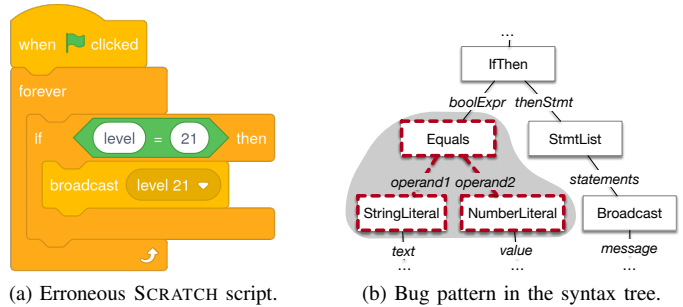 when clicked
forever
If level = 21 then
broadcast level 21
(a) Erroneous SCRATCH script.
...
IfThen
boolExpr thenStmt
Equals StmtList
operand1 operand2 statements
StringLiteral NumberLiteral Broadcast
text value message
... ... ...
(b) Bug pattern in the syntax tree.